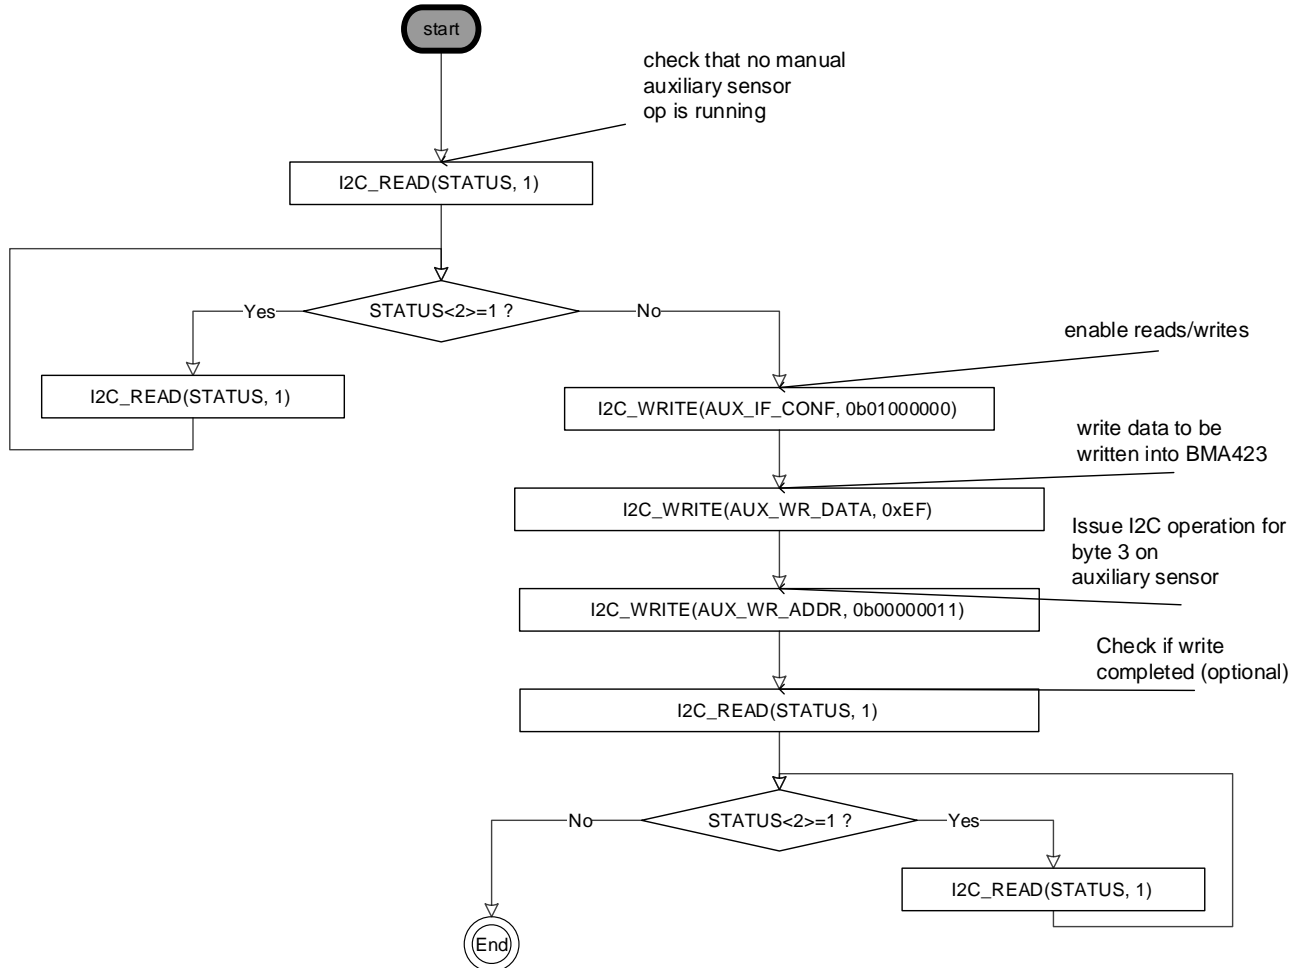 start
check that no manual
auxiliary sensor
op is running
I2C_READ(STATUS, 1)
STATUS<2>=1 ?
Yes
No
I2C_READ(STATUS, 1)
enable reads/writes
I2C_WRITE(AUX_IF_CONF, 0b01000000)
write data to be
written into BMA423
I2C_WRITE(AUX_WR_DATA, 0xEF)
Issue I2C operation for
byte 3 on
auxiliary sensor
I2C_WRITE(AUX_WR_ADDR, 0b00000011)
Check if write
completed (optional)
I2C_READ(STATUS, 1)
STATUS<2>=1 ?
No
Yes
I2C_READ(STATUS, 1)
End